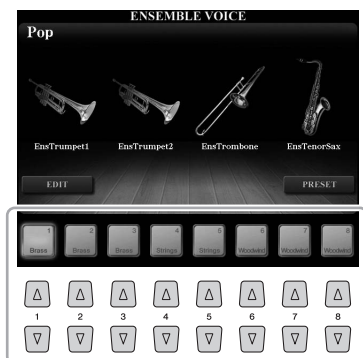 ENSEMBLE VOICE
Pop
EnsTrumpet1 EnsTrumpet2 EnsTrombone EnsTenorSax
EDIT PRESET
1 2 3 4 5 6 7 8
Brass Brass Brass Strings Strings Woodwind Woodwind Woodwind
1 2 3 4 5 6 7 8